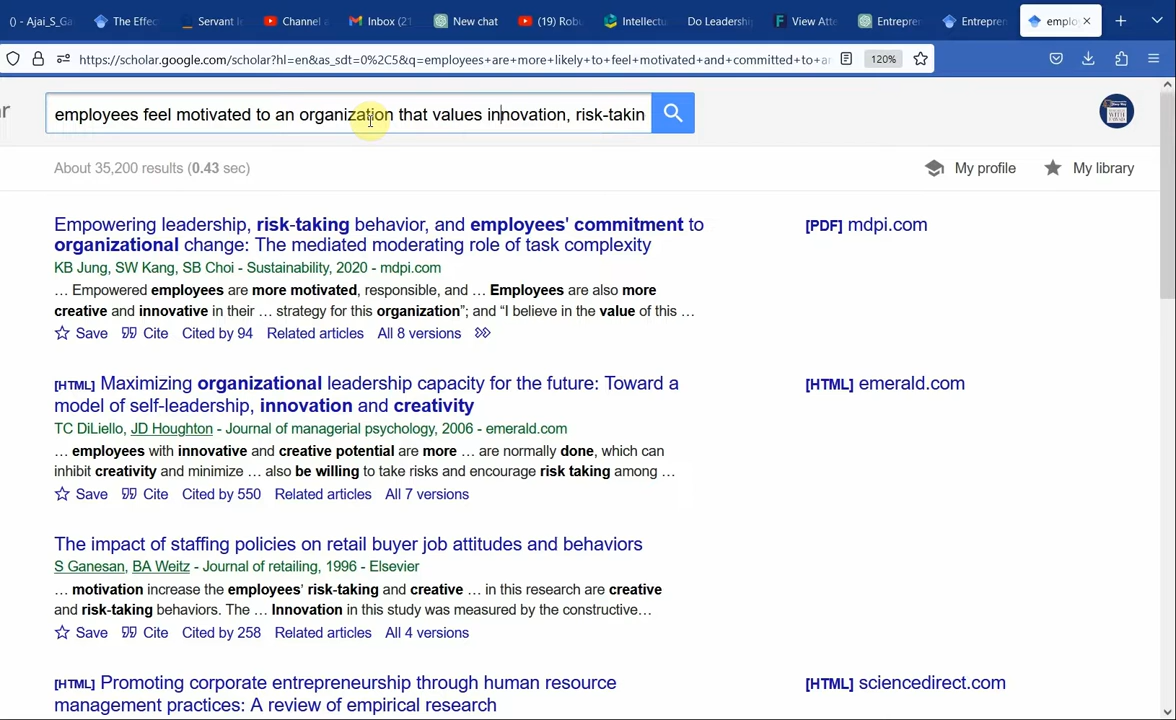 () - Ajai_S_Ga
The Effec
Servant le
Channel a
Inbox (21
New chat
(19) Robu
Intellectu
Do Leadershi
View Atte
Entrepren
Entrepren
emplo
https://scholar.google.com/scholar?hl=en&as_sdt=0%2C5&q=employees+are+more+likely+to+feel+motivated+and+committed+to+ar
120%
r
employees feel motivated to an organization that values innovation, risk-takin
About 35,200 results (0.43 sec)
My profile
My library
Empowering leadership, risk-taking behavior, and employees' commitment to
organizational change: The mediated moderating role of task complexity
[PDF] mdpi.com
KB Jung, SW Kang, SB Choi - Sustainability, 2020 - mdpi.com
… Empowered employees are more motivated, responsible, and … Employees are also more
creative and innovative in their … strategy for this organization”; and “I believe in the value of this …
Save Cite Cited by 94 Related articles All 8 versions
[HTML] Maximizing organizational leadership capacity for the future: Toward a
model of self-leadership, innovation and creativity
[HTML] emerald.com
TC DiLiello, JD Houghton - Journal of managerial psychology, 2006 - emerald.com
… employees with innovative and creative potential are more … are normally done, which can
inhibit creativity and minimize … also be willing to take risks and encourage risk taking among …
Save Cite Cited by 550 Related articles All 7 versions
The impact of staffing policies on retail buyer job attitudes and behaviors
S Ganesan, BA Weitz - Journal of retailing, 1996 - Elsevier
… motivation increase the employees' risk-taking and creative … in this research are creative
and risk-taking behaviors. The … Innovation in this study was measured by the constructive…
Save Cite Cited by 258 Related articles All 4 versions
[HTML] Promoting corporate entrepreneurship through human resource
management practices: A review of empirical research
[HTML] sciencedirect.com